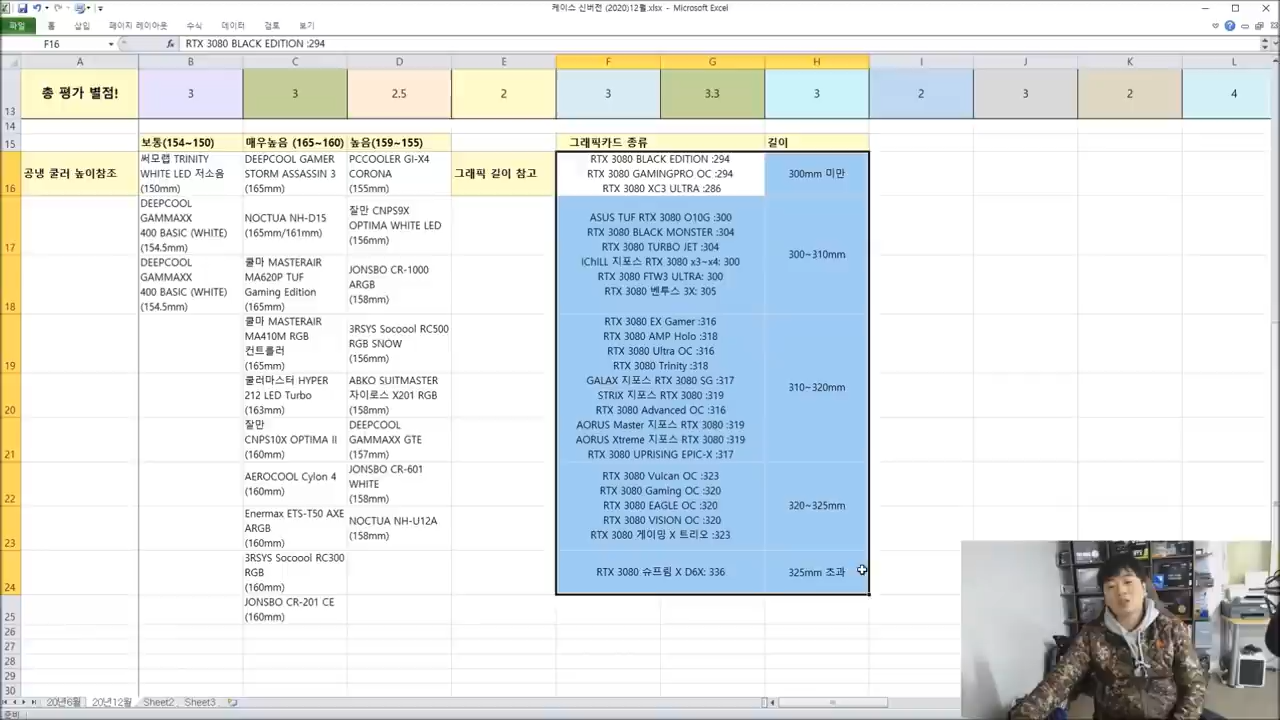 케이스 신버전 (2020)12월.xlsx - Microsoft Excel
파일 홈 삽입 페이지 레이아웃 수식 데이터 검토 보기
F16 fx RTX 3080 BLACK EDITION :294
A B C D E F G H I J K L
13 총 평가 별점! 3 3 2.5 2 3 3.3 3 2 3 2 4
14
15 보통(154~150) 매우높음 (165~160) 높음(159~155) 그래픽카드 종류 길이
16
공냉 쿨러 높이참조
써모랩 TRINITY
WHITE LED 저소음
(150mm)
DEEPCOOL GAMER
STORM ASSASSIN 3
(165mm)
PCCOOLER GI-X4
CORONA
(155mm)
그래픽 길이 참고
RTX 3080 BLACK EDITION :294
RTX 3080 GAMINGPRO OC :294
RTX 3080 XC3 ULTRA :286
300mm 미만
17
DEEPCOOL
GAMMAXX
400 BASIC (WHITE)
(154.5mm)
NOCTUA NH-D15
(165mm/161mm)
잘만 CNPS9X
OPTIMA WHITE LED
(156mm)
ASUS TUF RTX 3080 O10G :300
RTX 3080 BLACK MONSTER :304
RTX 3080 TURBO JET :304
iChiLL 지포스 RTX 3080 x3~x4: 300
RTX 3080 FTW3 ULTRA: 300
RTX 3080 벤투스 3X: 305
300~310mm
18
DEEPCOOL
GAMMAXX
400 BASIC (WHITE)
(154.5mm)
쿨마 MASTERAIR
MA620P TUF
Gaming Edition
(165mm)
JONSBO CR-1000
ARGB
(158mm)
19
쿨마 MASTERAIR
MA410M RGB
컨트롤러
(165mm)
3RSYS Socoool RC500
RGB SNOW
(156mm)
RTX 3080 EX Gamer :316
RTX 3080 AMP Holo :318
RTX 3080 Ultra OC :316
RTX 3080 Trinity :318
GALAX 지포스 RTX 3080 SG :317
STRIX 지포스 RTX 3080 :319
RTX 3080 Advanced OC :316
AORUS Master 지포스 RTX 3080 :319
AORUS Xtreme 지포스 RTX 3080 :319
RTX 3080 UPRISING EPIC-X :317
310~320mm
20
쿨러마스터 HYPER
212 LED Turbo
(163mm)
ABKO SUITMASTER
자이로스 X201 RGB
(158mm)
21
잘만
CNPS10X OPTIMA II
(160mm)
DEEPCOOL
GAMMAXX GTE
(157mm)
22
AEROCOOL Cylon 4
(160mm)
JONSBO CR-601
WHITE
(158mm)
RTX 3080 Vulcan OC :323
RTX 3080 Gaming OC :320
RTX 3080 EAGLE OC :320
RTX 3080 VISION OC :320
RTX 3080 게이밍 X 트리오 :323
320~325mm
23
Enermax ETS-T50 AXE
ARGB
(160mm)
NOCTUA NH-U12A
(158mm)
24
3RSYS Socoool RC300
RGB
(160mm)
RTX 3080 슈프림 X D6X: 336
325mm 초과
25
JONSBO CR-201 CE
(160mm)
26
27
28
29
30
20년6월 20년12월 Sheet2 Sheet3
준비